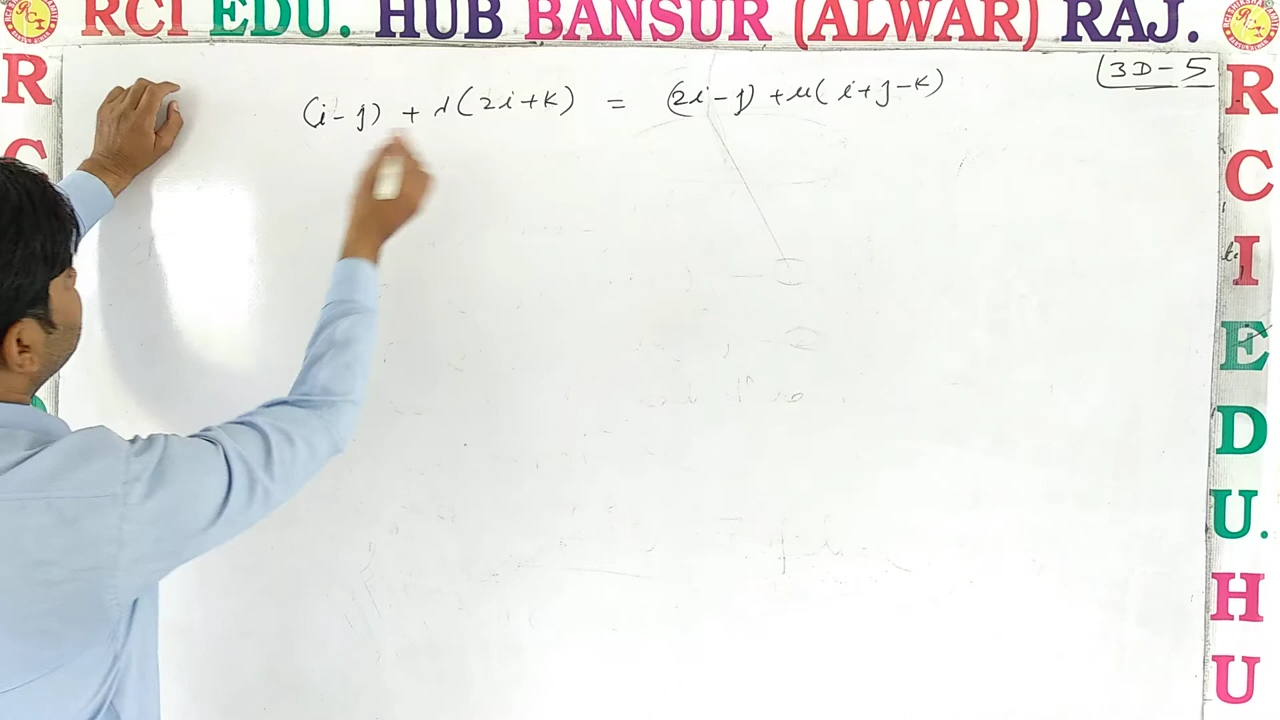 RCI EDU. HUB BANSUR (ALWAR) RAJ.
3D-5
(i-j) + λ(2i+k) = (2i-j) + μ(i+j-k)
R
C
R
C
I
E
D
U.
H
U